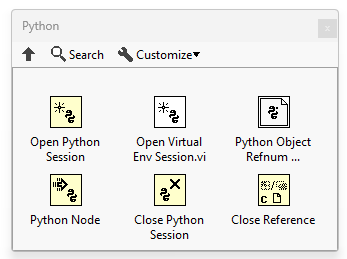 Python
x
Search Customize▾
Open Python Open Virtual Python Object
Session Env Session.vi Refnum ...
Python Node Close Python Close Reference
Session
C